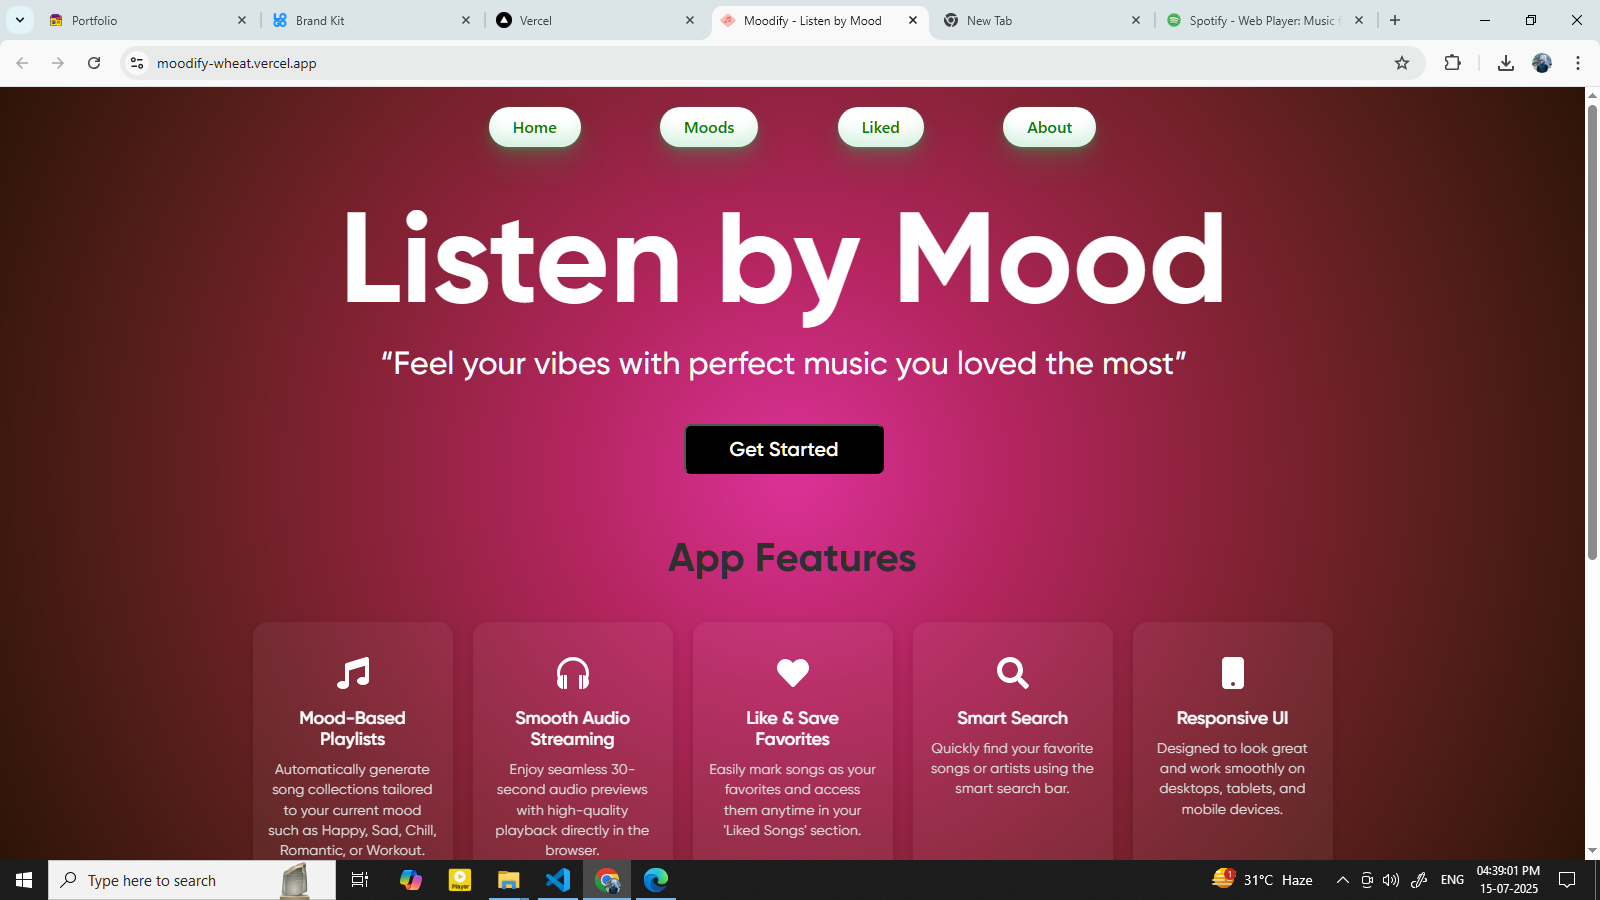 Portfolio
Brand Kit
Vercel
Moodify - Listen by Mood
New Tab
Spotify - Web Player: Music
moodify-wheat.vercel.app
Home
Moods
Liked
About
Listen by Mood
“Feel your vibes with perfect music you loved the most”
Get Started
App Features
Mood-Based
Playlists
Automatically generate
song collections tailored
to your current mood
such as Happy, Sad, Chill,
Romantic, or Workout.
Smooth Audio
Streaming
Enjoy seamless 30-
second audio previews
with high-quality
playback directly in the
browser.
Like & Save
Favorites
Easily mark songs as your
favorites and access
them anytime in your
'Liked Songs' section.
Smart Search
Quickly find your favorite
songs or artists using the
smart search bar.
Responsive UI
Designed to look great
and work smoothly on
desktops, tablets, and
mobile devices.
Type here to search
Player
1
31°C Haze
ENG
04:39:01 PM
15-07-2025